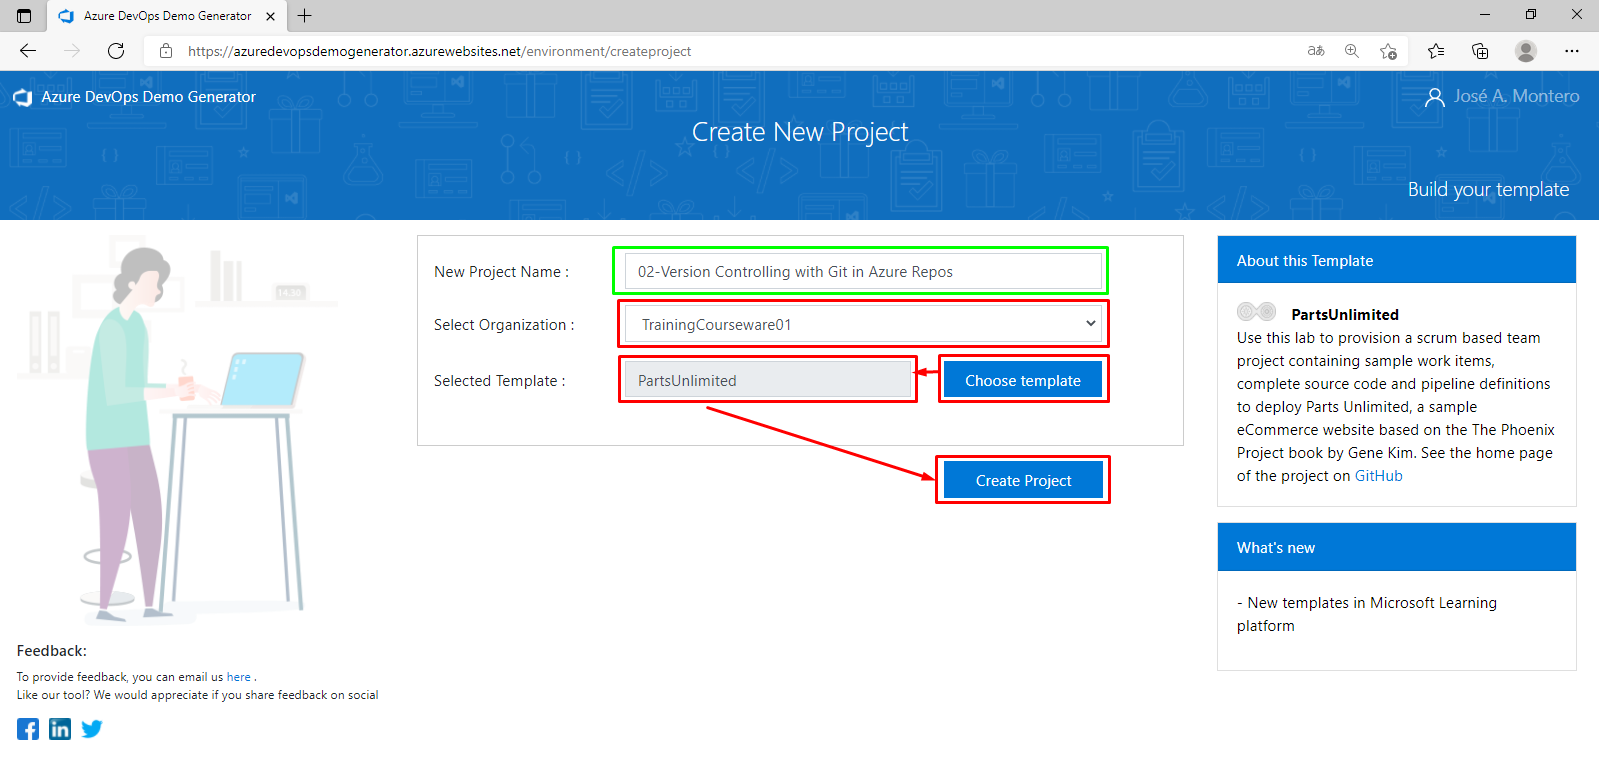 Azure DevOps Demo Generator
https://azuredevopsdemogenerator.azurewebsites.net/environment/createproject
aあ
Azure DevOps Demo Generator
José A. Montero
Create New Project
Build your template
14:30
New Project Name :
02-Version Controlling with Git in Azure Repos
Select Organization :
TrainingCourseware01
Selected Template :
PartsUnlimited
Choose template
Create Project
About this Template
PartsUnlimited
Use this lab to provision a scrum based team
project containing sample work items,
complete source code and pipeline definitions
to deploy Parts Unlimited, a sample
eCommerce website based on the The Phoenix
Project book by Gene Kim. See the home page
of the project on GitHub
What's new
- New templates in Microsoft Learning
platform
Feedback:
To provide feedback, you can email us here .
Like our tool? We would appreciate if you share feedback on social